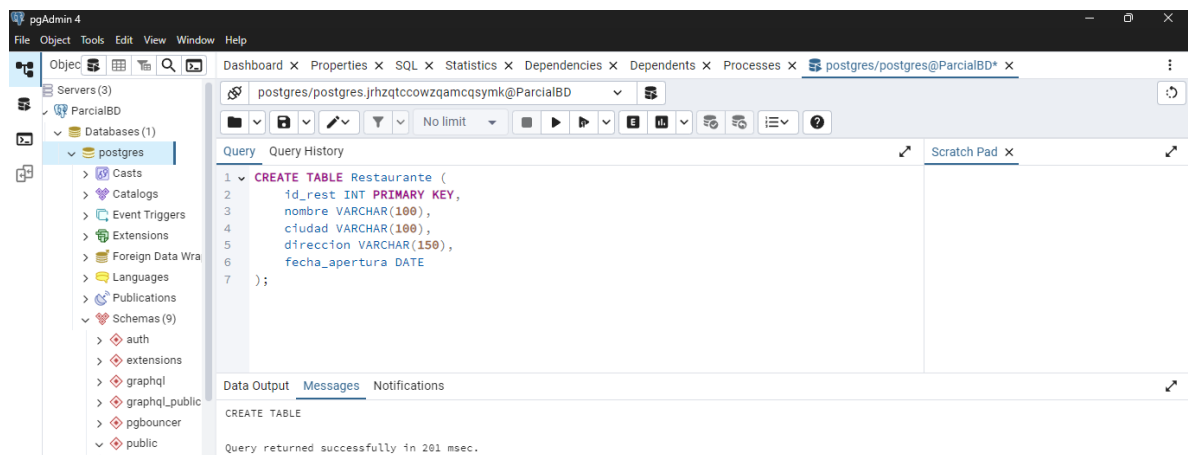 pgAdmin 4
File Object Tools Edit View Window Help
Objec
Dashboard Properties SQL Statistics Dependencies Dependents Processes postgres/postgres@ParcialBD*
Servers (3)
ParcialBD
Databases (1)
postgres
Casts
Catalogs
Event Triggers
Extensions
Foreign Data Wra
Languages
Publications
Schemas (9)
auth
extensions
graphql
graphql_public
pgbouncer
public
postgres/postgres.jrhzqtccowzqamcqsymk@ParcialBD
No limit
E
Query Query History
Scratch Pad
1 CREATE TABLE Restaurante (
2 id_rest INT PRIMARY KEY,
3 nombre VARCHAR(100),
4 ciudad VARCHAR(100),
5 direccion VARCHAR(150),
6 fecha_apertura DATE
7 );
Data Output Messages Notifications
CREATE TABLE
Query returned successfully in 201 msec.